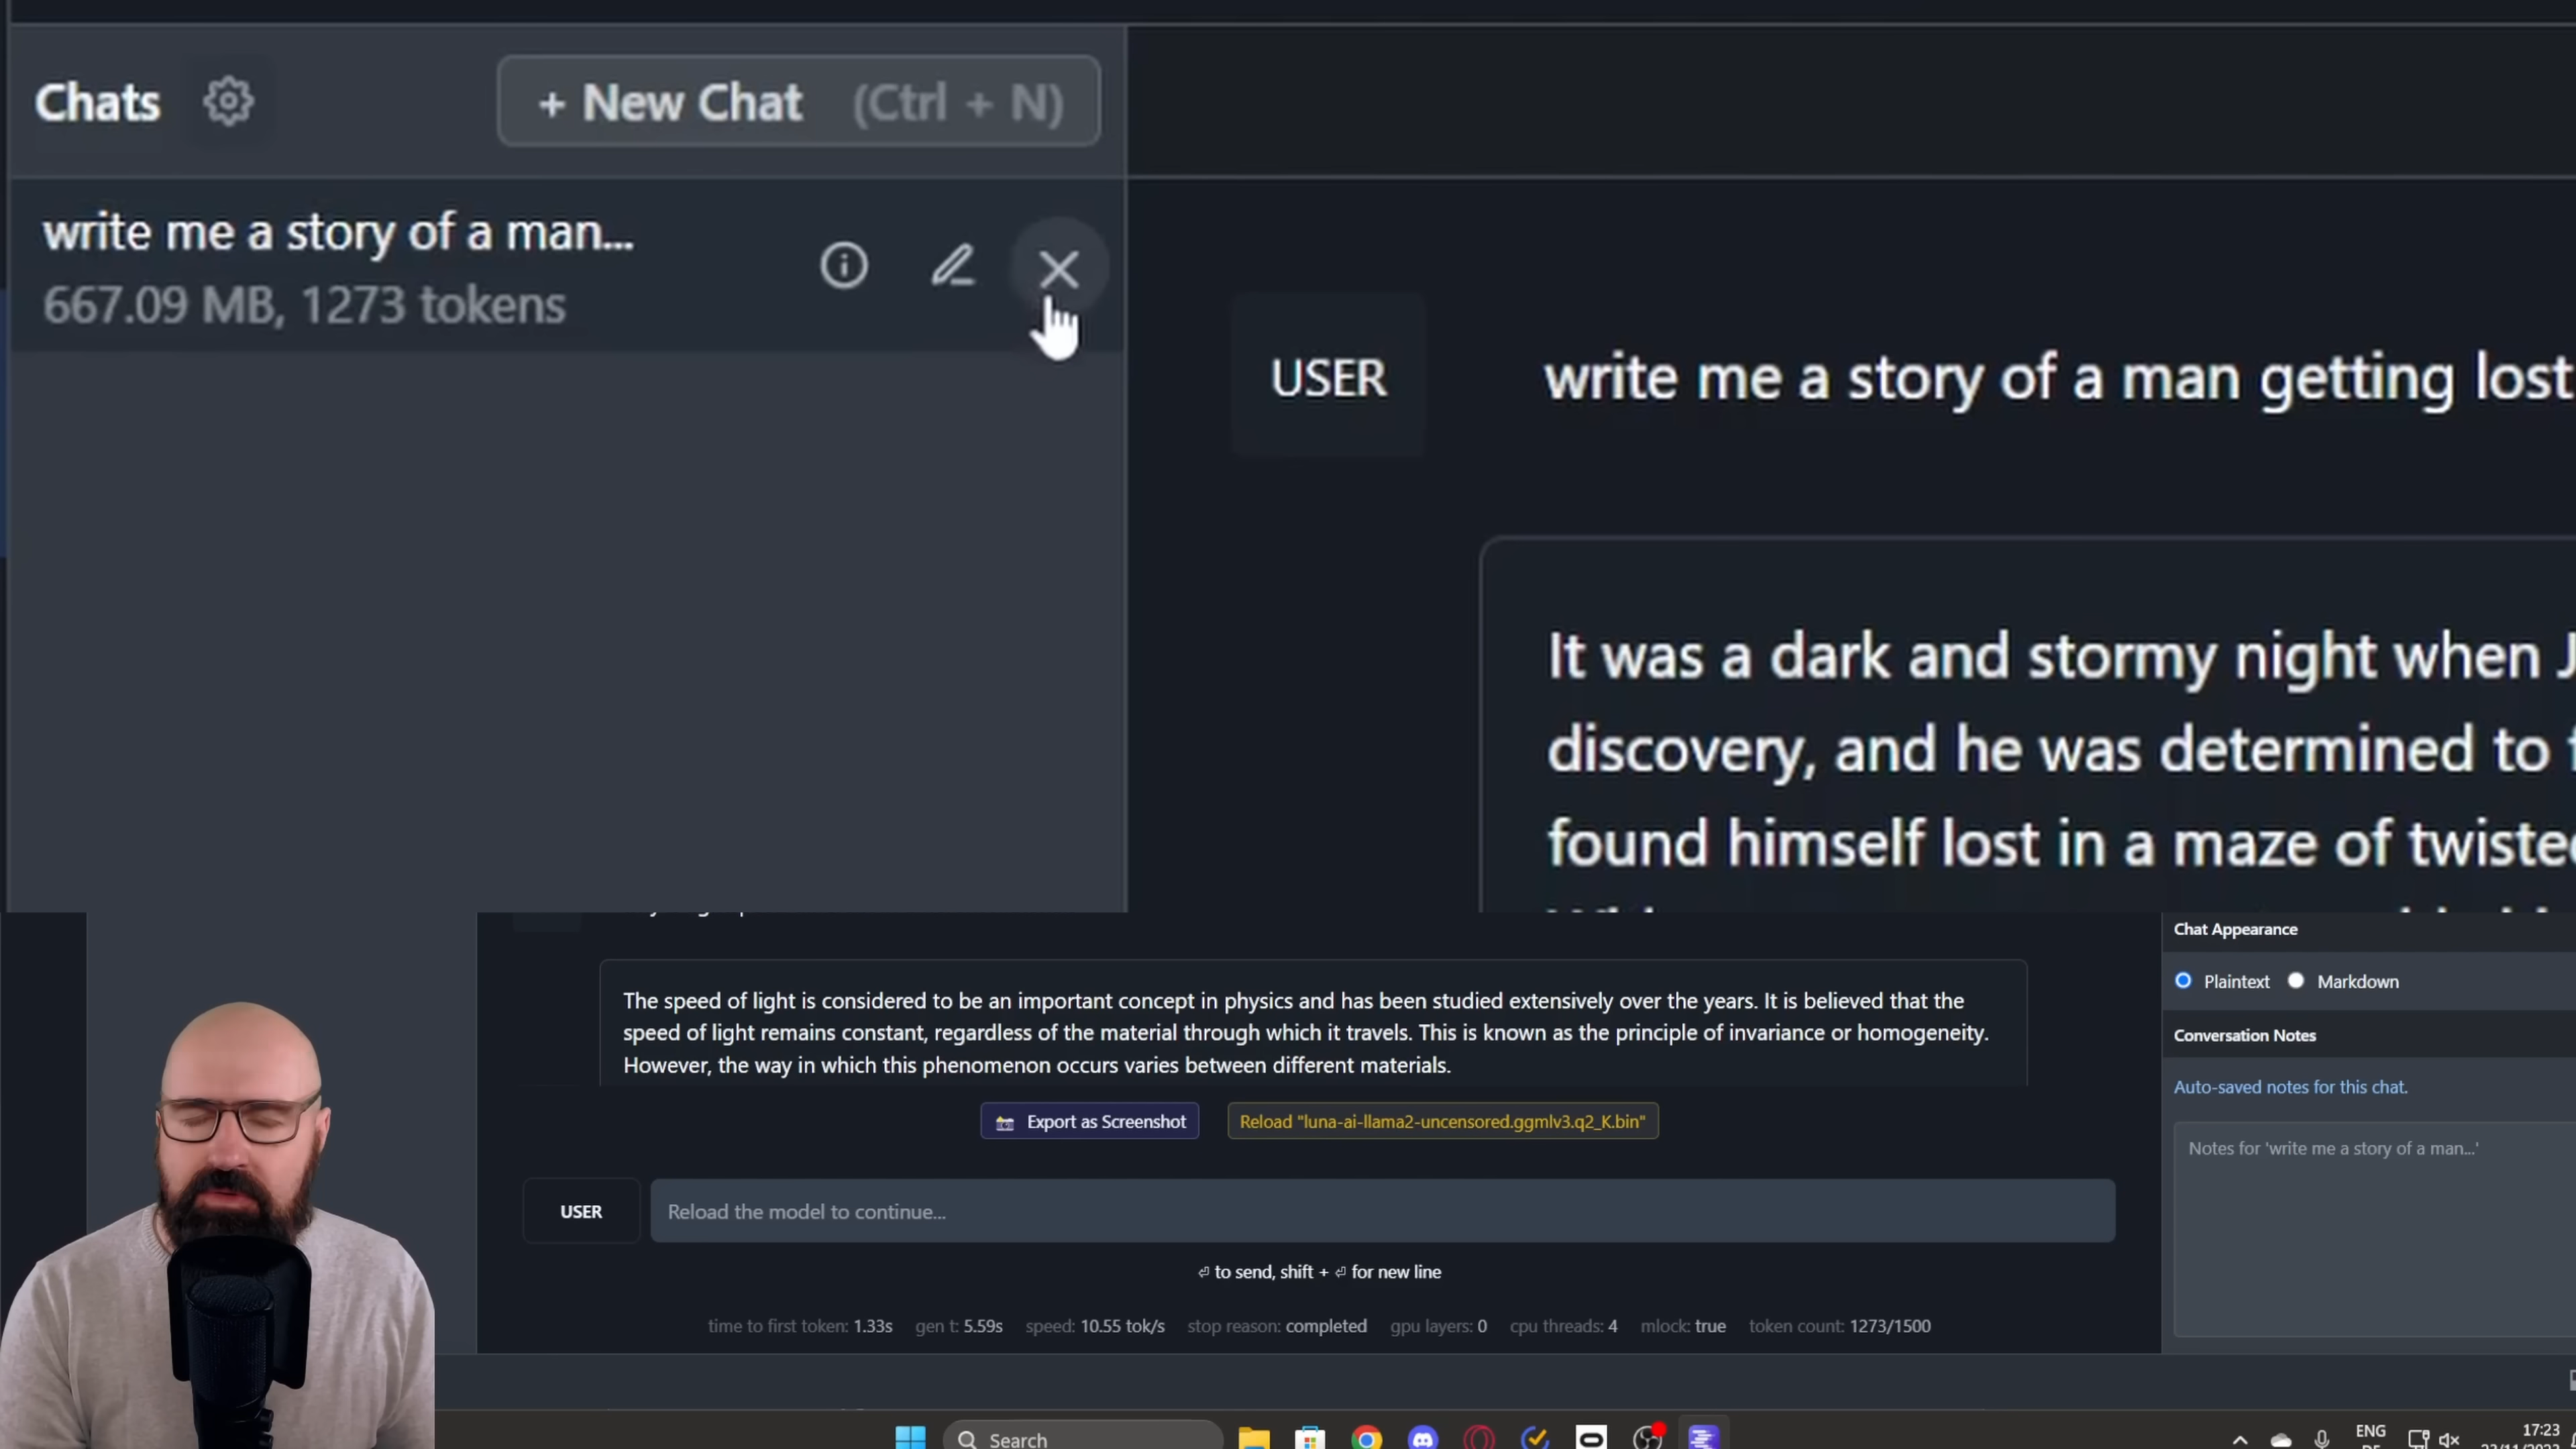 Chats
+ New Chat (Ctrl + N)
write me a story of a man...
667.09 MB, 1273 tokens
USER
write me a story of a man getting lost
It was a dark and stormy night when J
discovery, and he was determined to
found himself lost in a maze of
The speed of light is considered to be an important concept in physics and has been studied extensively over the years. It is believed that the
speed of light remains constant, regardless of the material through which it travels. This is known as the principle of invariance or homogeneity.
However, the way in which this phenomenon occurs varies between different materials.
Export as Screenshot
Reload "luna-ai-llama2-uncensored.ggmlv3.q2_K.bin"
USER
Reload the model to continue...
⏎ to send, shift + ⏎ for new line
time to first token: 1.33s gen t: 5.59s speed: 10.55 tok/s stop reason: completed gpu layers: 0 cpu threads: 4 mlock: true token count: 1273/1500
Chat Appearance
Plaintext Markdown
Conversation Notes
Auto-saved notes for this chat.
Notes for 'write me a story of a man...'
Search
ENG
17:23